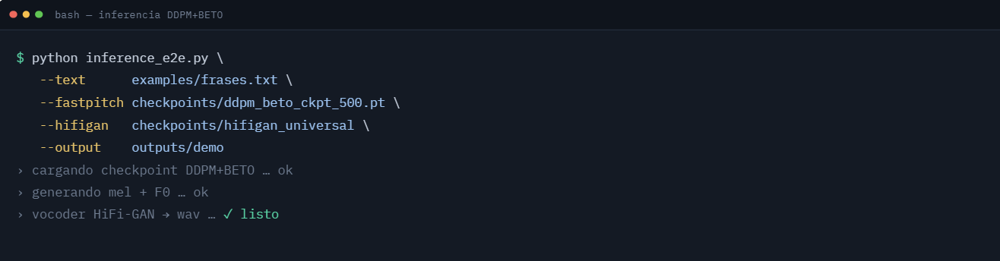 bash — inferencia DDPM+BETO
$ python inference_e2e.py \
--text examples/frases.txt \
--fastpitch checkpoints/ddpm_beto_ckpt_500.pt \
--hifigan checkpoints/hifigan_universal \
--output outputs/demo
› cargando checkpoint DDPM+BETO … ok
› generando mel + F0 … ok
› vocoder HiFi-GAN → wav … ✓ listo